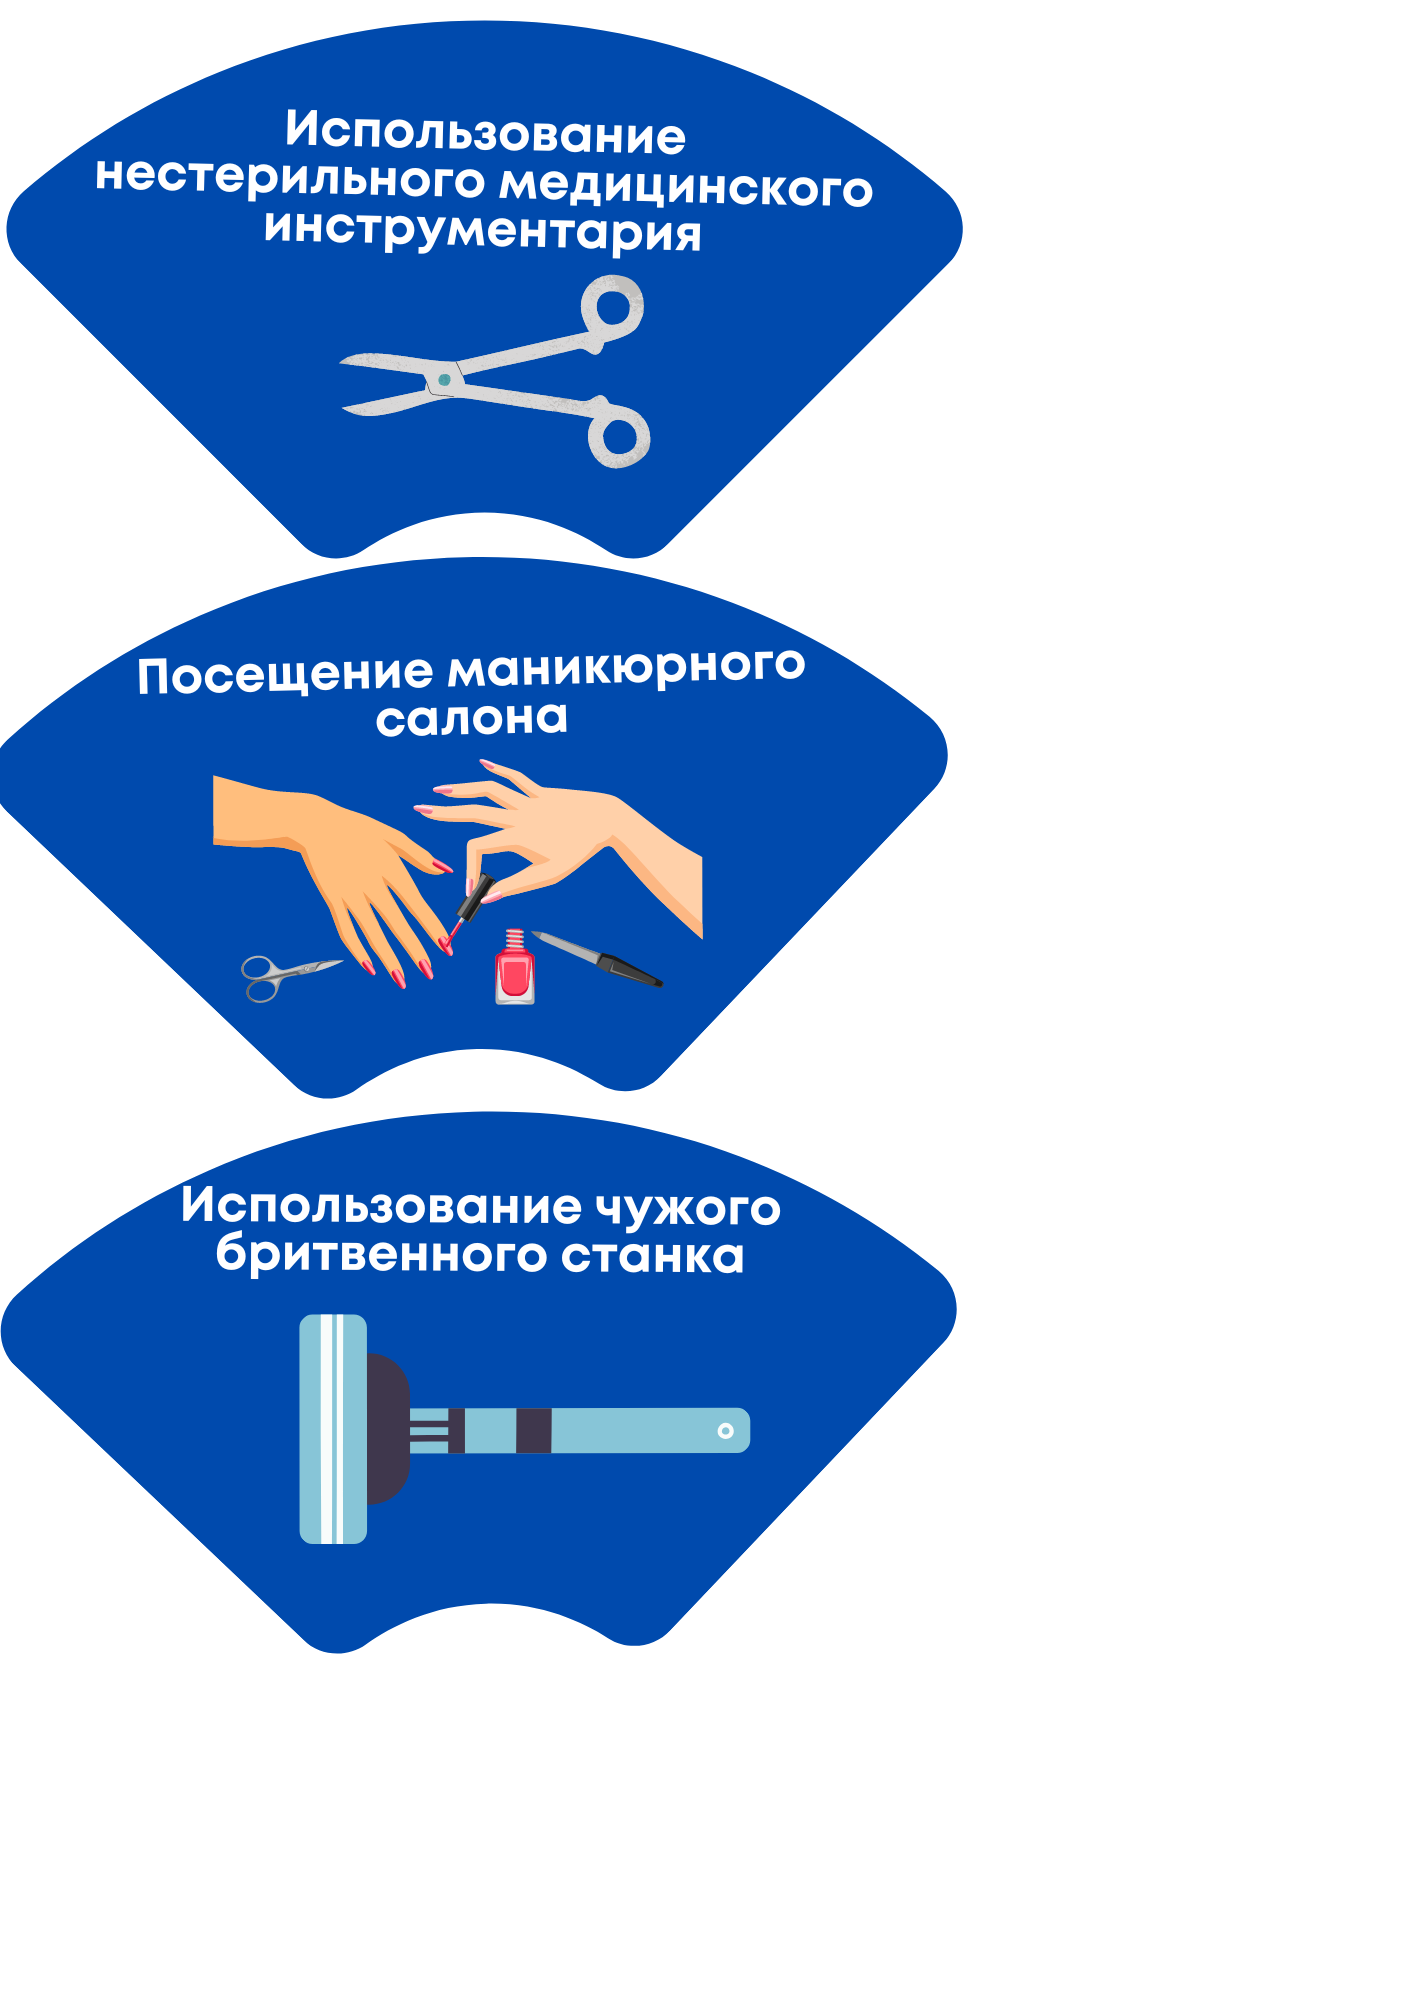 Использование
нестерильного медицинского
инструментария
Посещение маникюрного
салона
Использование чужого
бритвенного станка